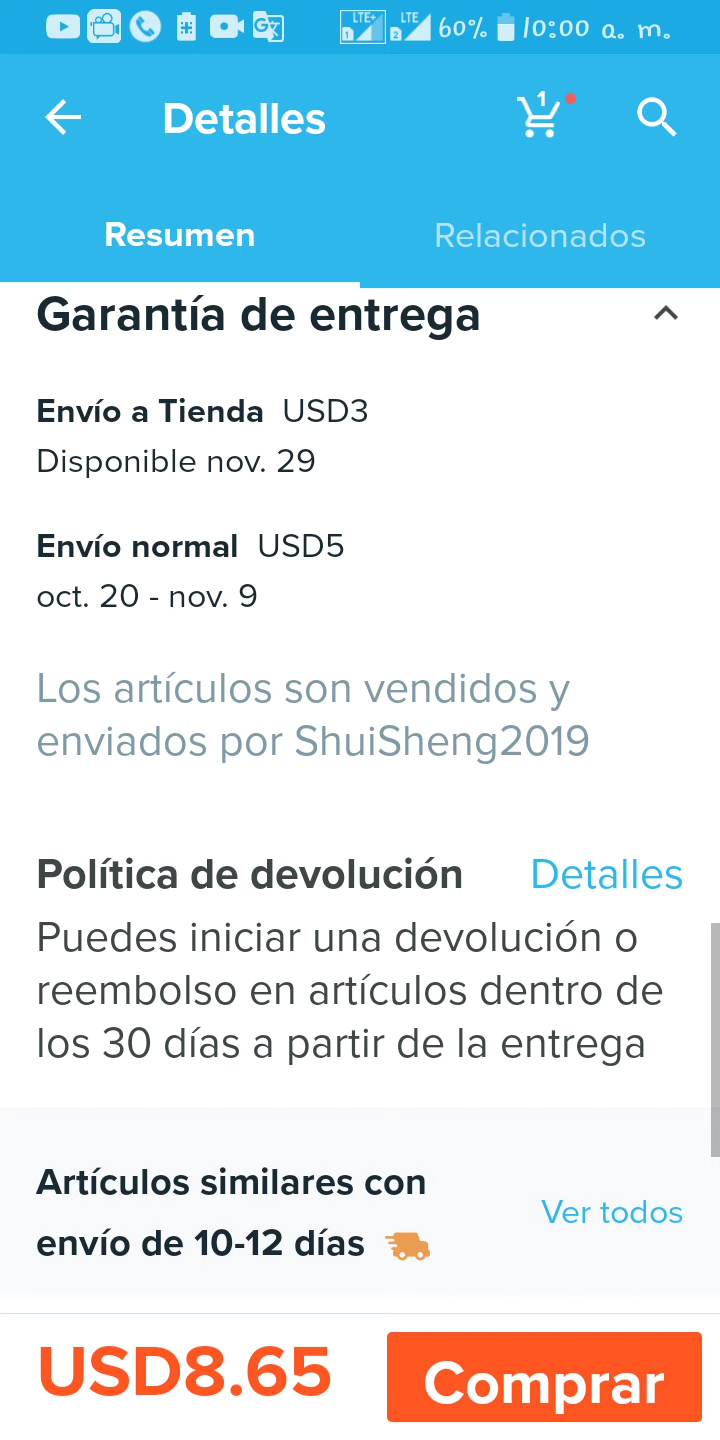 LTE+ LTE 60% 10:00 a. m.
1 2
Detalles 1
Resumen Relacionados
Garantía de entrega
Envío a Tienda USD3
Disponible nov. 29
Envío normal USD5
oct. 20 - nov. 9
Los artículos son vendidos y
enviados por ShuiSheng2019
Política de devolución Detalles
Puedes iniciar una devolución o
reembolso en artículos dentro de
los 30 días a partir de la entrega
Artículos similares con
envío de 10-12 días
Ver todos
USD8.65 Comprar